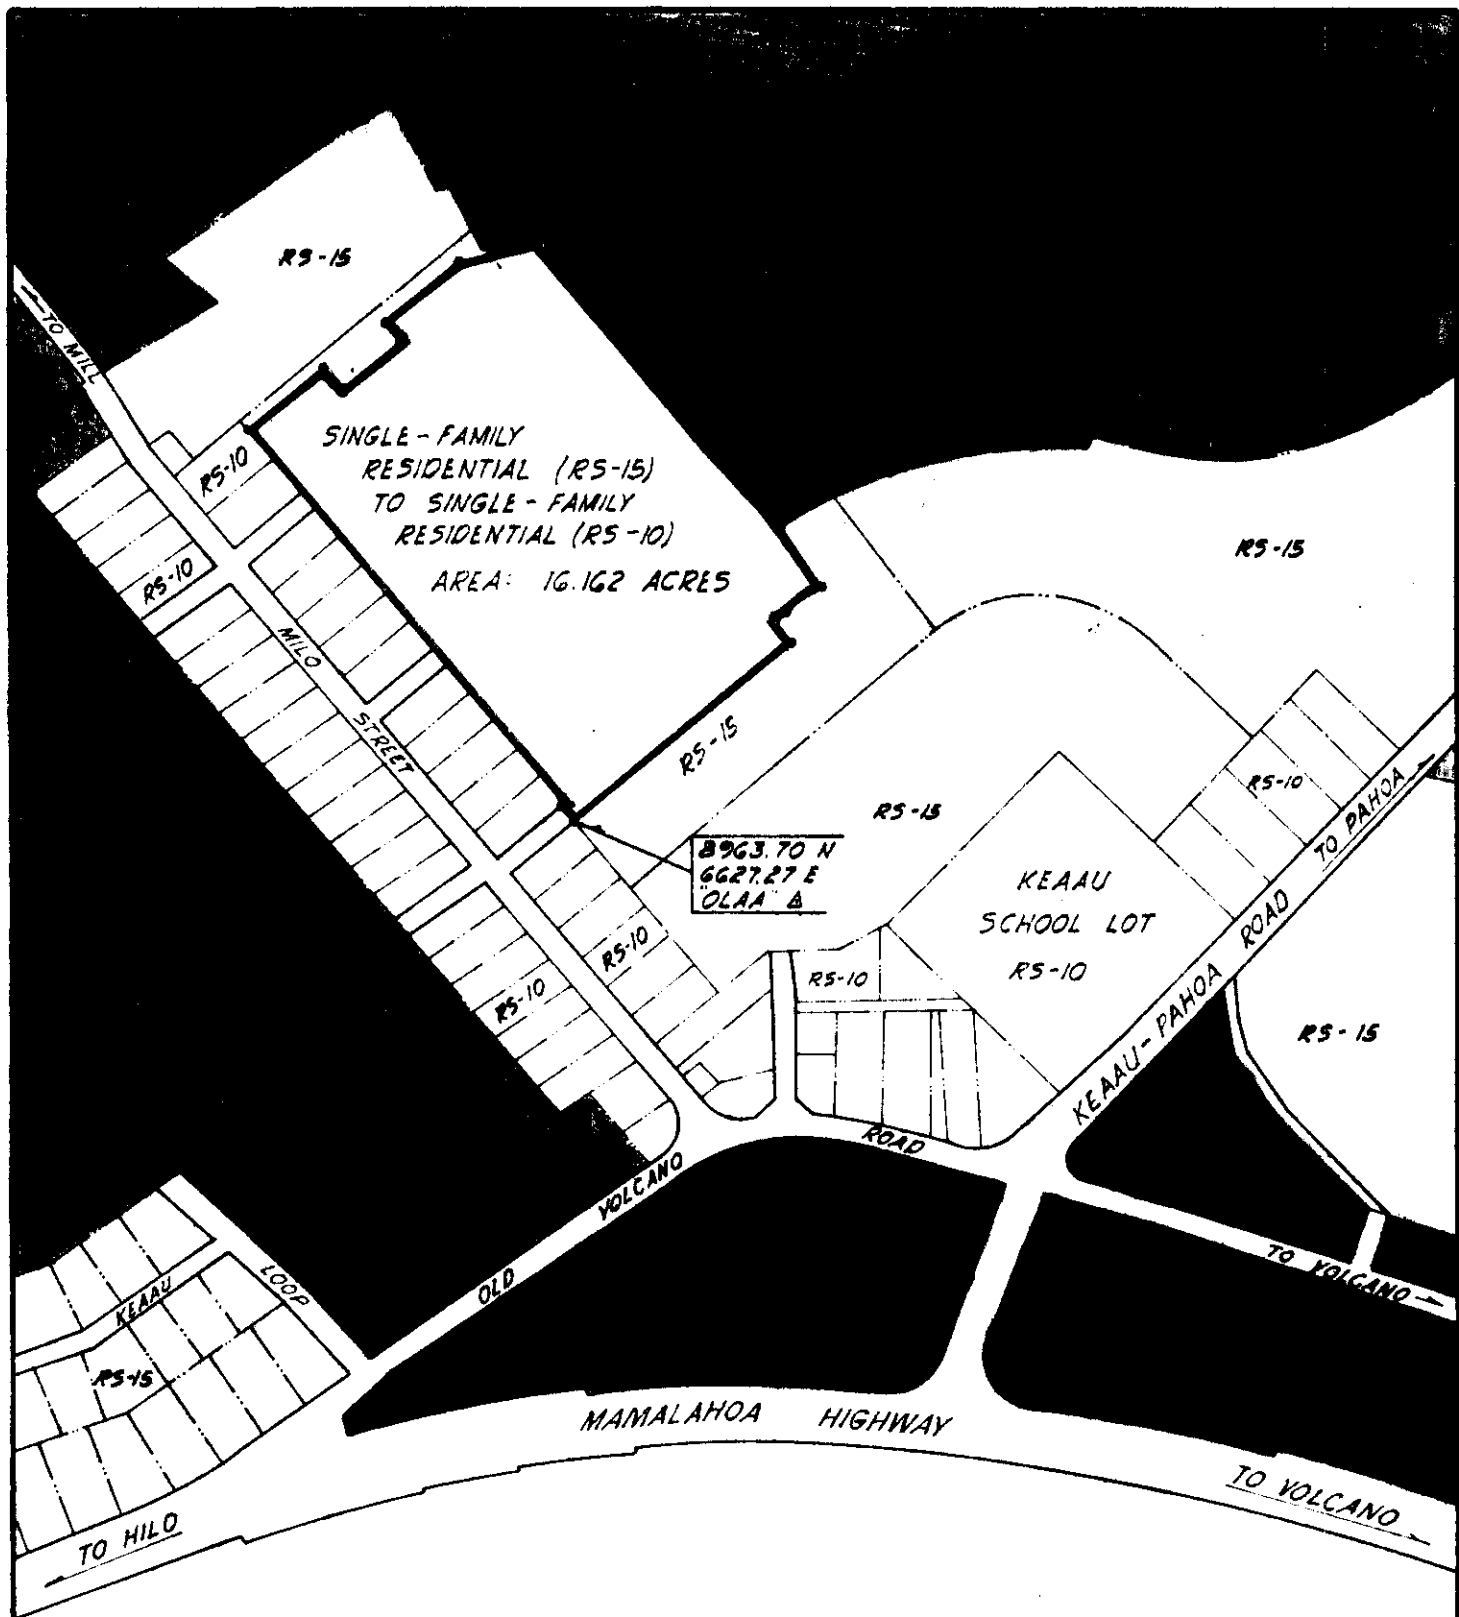 RS-15
TO MILL
SINGLE-FAMILY
RESIDENTIAL (RS-15)
TO SINGLE-FAMILY
RESIDENTIAL (RS-10)
AREA: 16.162 ACRES
RS-10
RS-10
RS-15
MILO
STREET
RS-15
RS-10
TO PAHOA
RS-15
8963.70 N
6627.27 E
"OLAA" △
KEAAU
SCHOOL LOT
RS-10
RS-10
RS-10
RS-10
KEAAU-PAHOA ROAD
RS-15
ROAD
OLD VOLCANO
TO VOLCANO
KEAAU
LOOP
RS-15
MAMALAHOA HIGHWAY
TO VOLCANO
TO HILO